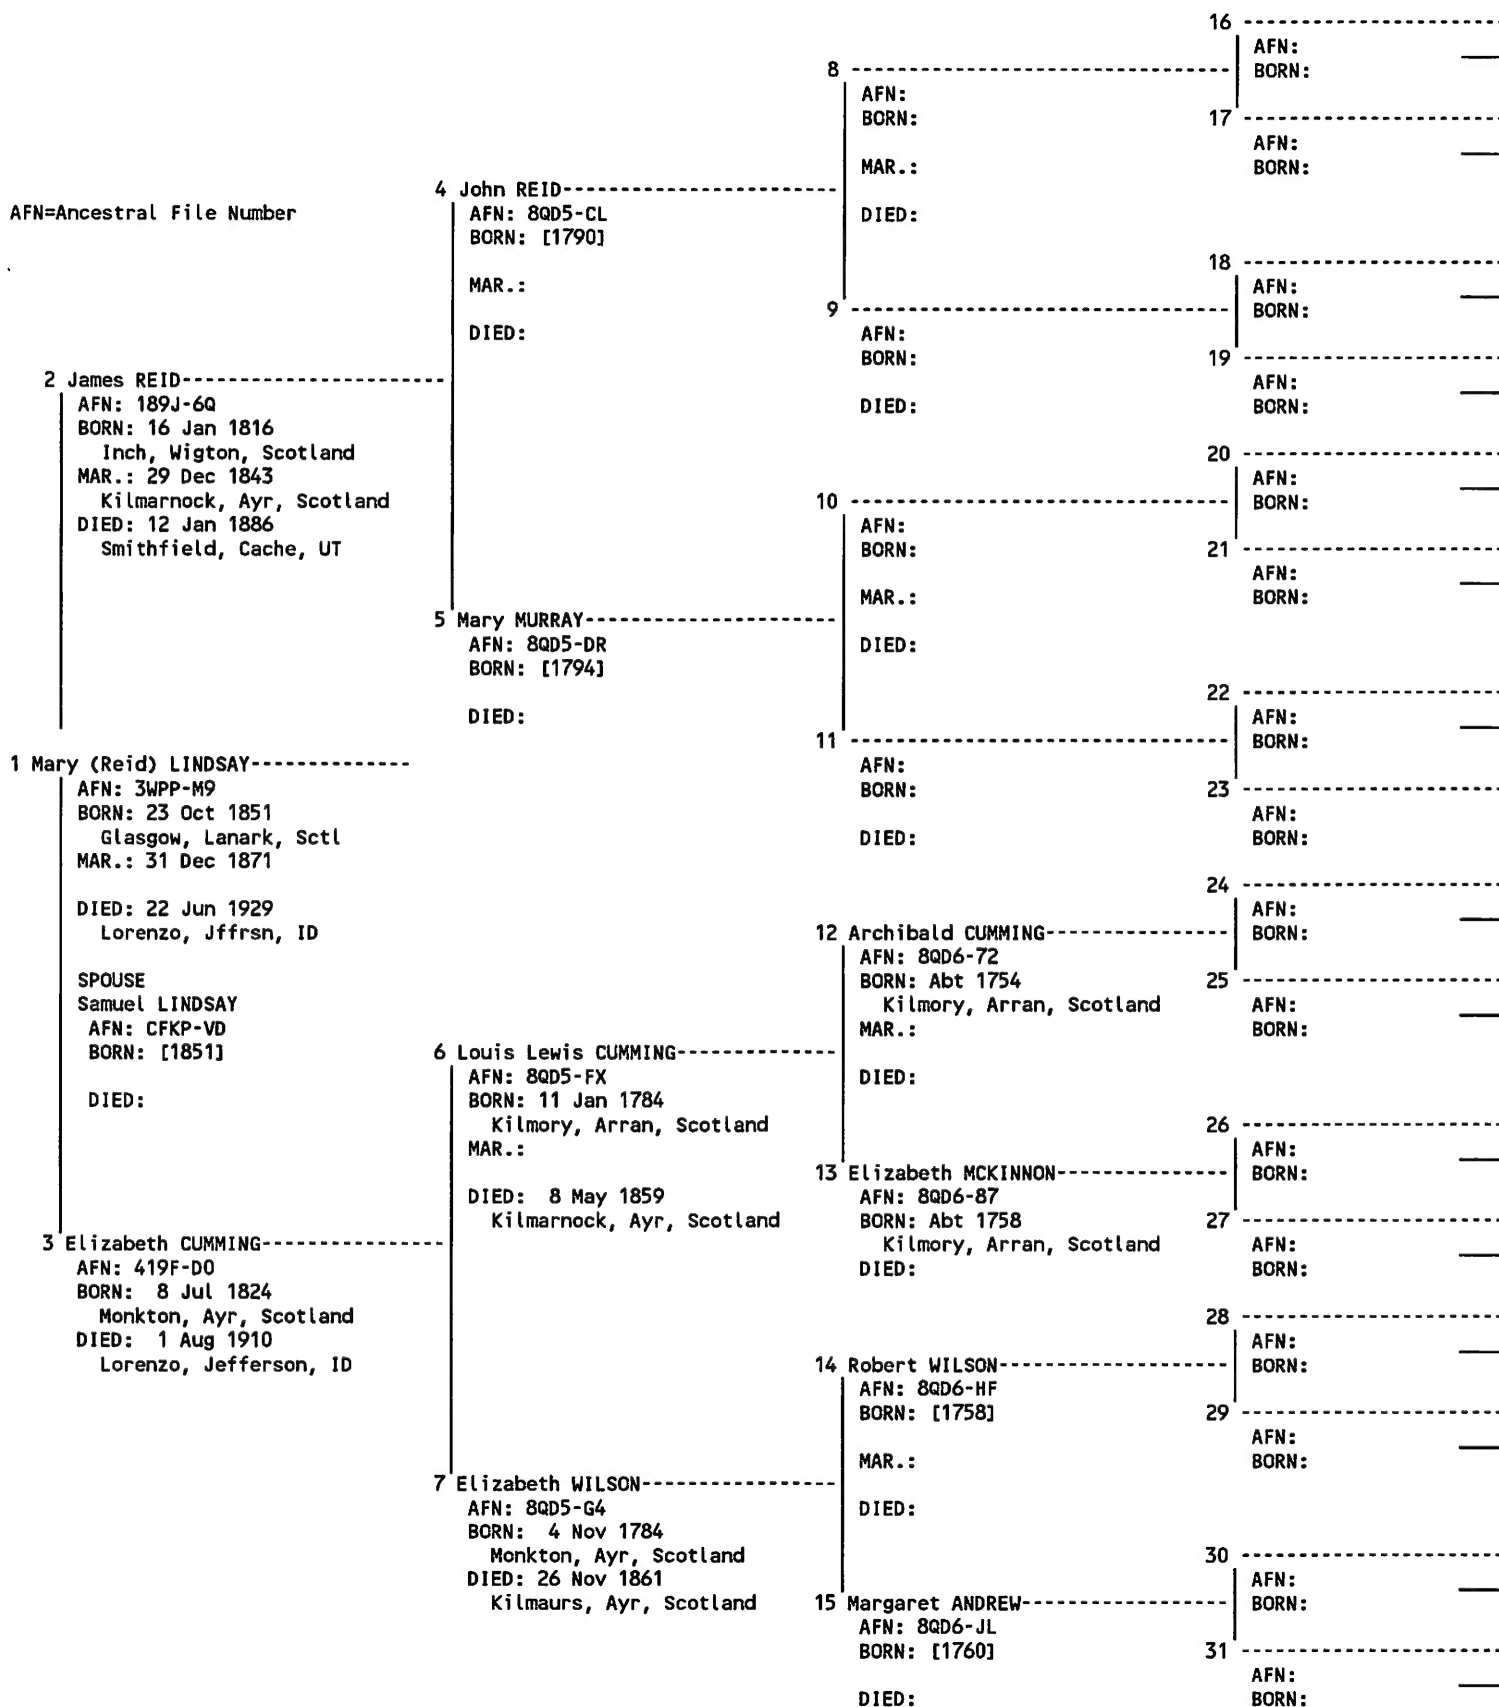 AFN=Ancestral File Number
1 Mary (Reid) LINDSAY
AFN: 3WPP-M9
BORN: 23 Oct 1851
Glasgow, Lanark, Sctl
MAR.: 31 Dec 1871
DIED: 22 Jun 1929
Lorenzo, Jffrsn, ID
SPOUSE
Samuel LINDSAY
AFN: CFKP-VD
BORN: [1851]
DIED:
2 James REID
AFN: 189J-6Q
BORN: 16 Jan 1816
Inch, Wigton, Scotland
MAR.: 29 Dec 1843
Kilmarnock, Ayr, Scotland
DIED: 12 Jan 1886
Smithfield, Cache, UT
3 Elizabeth CUMMING
AFN: 419F-D0
BORN: 8 Jul 1824
Monkton, Ayr, Scotland
DIED: 1 Aug 1910
Lorenzo, Jefferson, ID
4 John REID
AFN: 8QD5-CL
BORN: [1790]
MAR.:
DIED:
5 Mary MURRAY
AFN: 8QD5-DR
BORN: [1794]
DIED:
6 Louis Lewis CUMMING
AFN: 8QD5-FX
BORN: 11 Jan 1784
Kilmory, Arran, Scotland
MAR.:
DIED: 8 May 1859
Kilmarnock, Ayr, Scotland
7 Elizabeth WILSON
AFN: 8QD5-G4
BORN: 4 Nov 1784
Monkton, Ayr, Scotland
DIED: 26 Nov 1861
Kilmaurs, Ayr, Scotland
8
AFN:
BORN:
MAR.:
DIED:
9
AFN:
BORN:
DIED:
10
AFN:
BORN:
MAR.:
DIED:
11
AFN:
BORN:
DIED:
12 Archibald CUMMING
AFN: 8QD6-72
BORN: Abt 1754
Kilmory, Arran, Scotland
MAR.:
DIED:
13 Elizabeth MCKINNON
AFN: 8QD6-87
BORN: Abt 1758
Kilmory, Arran, Scotland
DIED:
14 Robert WILSON
AFN: 8QD6-HF
BORN: [1758]
MAR.:
DIED:
15 Margaret ANDREW
AFN: 8QD6-JL
BORN: [1760]
DIED:
16
AFN:
BORN:
17
AFN:
BORN:
18
AFN:
BORN:
19
AFN:
BORN:
20
AFN:
BORN:
21
AFN:
BORN:
22
AFN:
BORN:
23
AFN:
BORN:
24
AFN:
BORN:
25
AFN:
BORN:
26
AFN:
BORN:
27
AFN:
BORN:
28
AFN:
BORN:
29
AFN:
BORN:
30
AFN:
BORN:
31
AFN:
BORN: